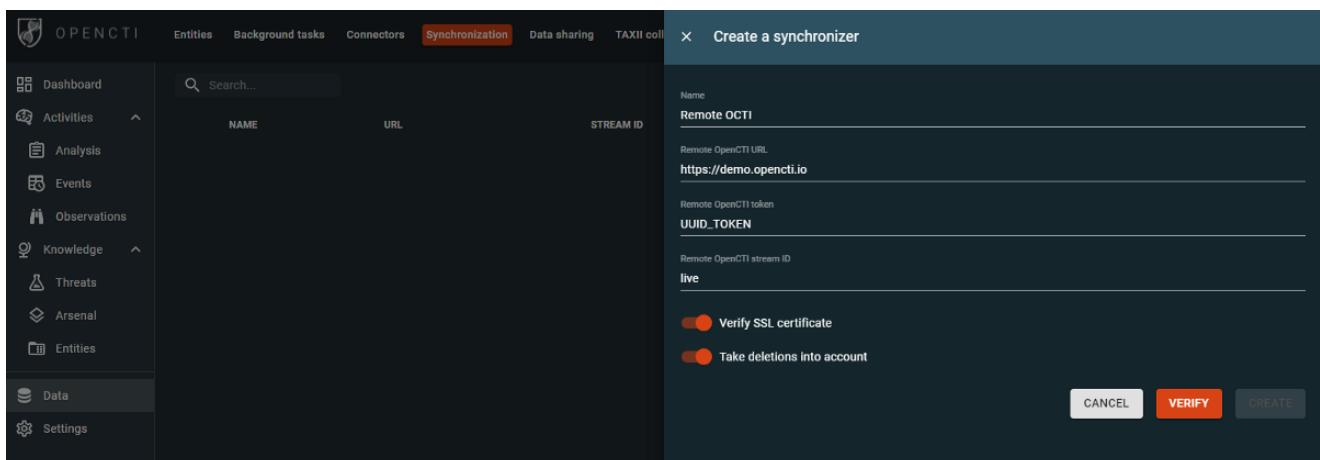 OPENCTI
Entities Background tasks Connectors Synchronization Data sharing TAXII coll
Create a synchronizer
Dashboard
Activities
Analysis
Events
Observations
Knowledge
Threats
Arsenal
Entities
Data
Settings
Search...
NAME URL STREAM ID
Name
Remote OCTI
Remote OpenCTI URL
https://demo.opencti.io
Remote OpenCTI token
UUID_TOKEN
Remote OpenCTI stream ID
live
Verify SSL certificate
Take deletions into account
CANCEL VERIFY CREATE